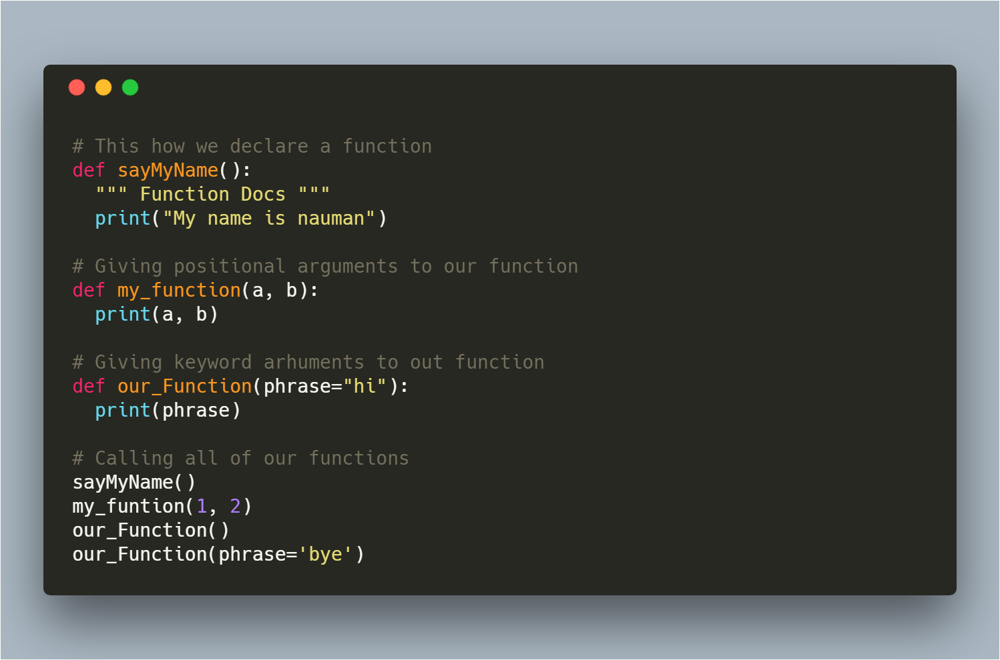 # This how we declare a function
def sayMyName():
  """ Function Docs """
  print("My name is nauman")

# Giving positional arguments to our function
def my_function(a, b):
  print(a, b)

# Giving keyword arhuments to out function
def our_Function(phrase="hi"):
  print(phrase)

# Calling all of our functions
sayMyName()
my_funtion(1, 2)
our_Function()
our_Function(phrase='bye')